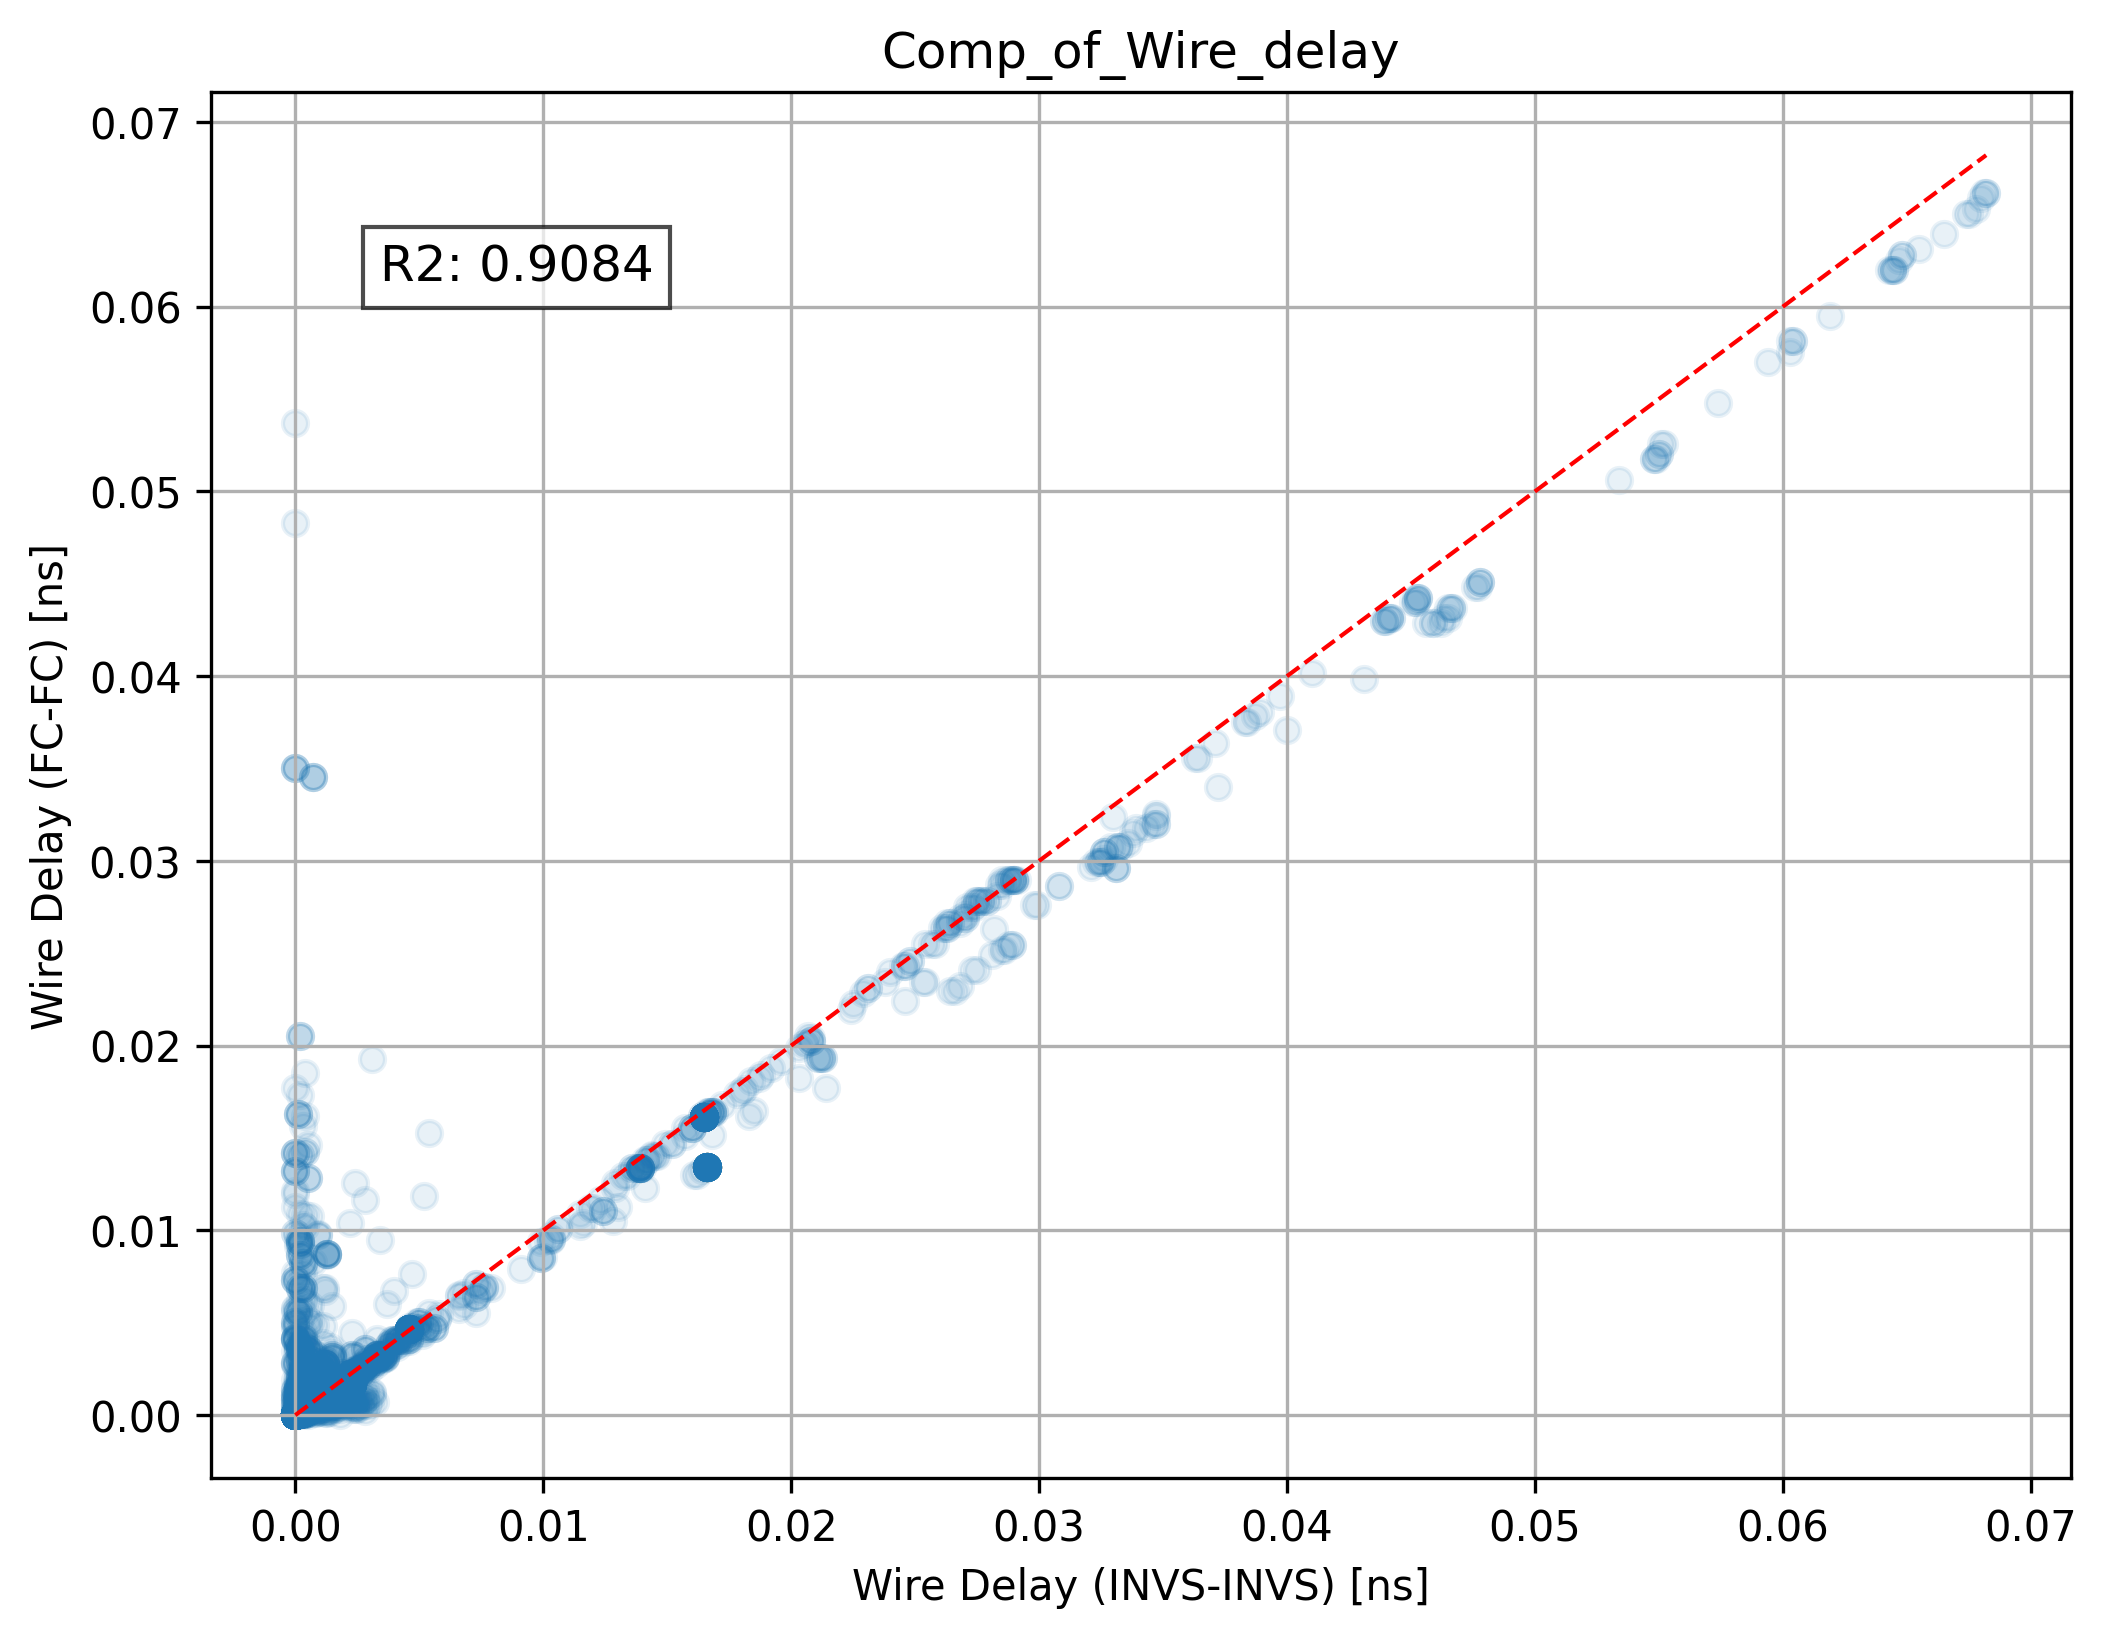 Comp_of_Wire_delay
R2: 0.9084
Wire Delay (FC-FC) [ns]
0.07
0.06
0.05
0.04
0.03
0.02
0.01
0.00
0.00 0.01 0.02 0.03 0.04 0.05 0.06 0.07
Wire Delay (INVS-INVS) [ns]